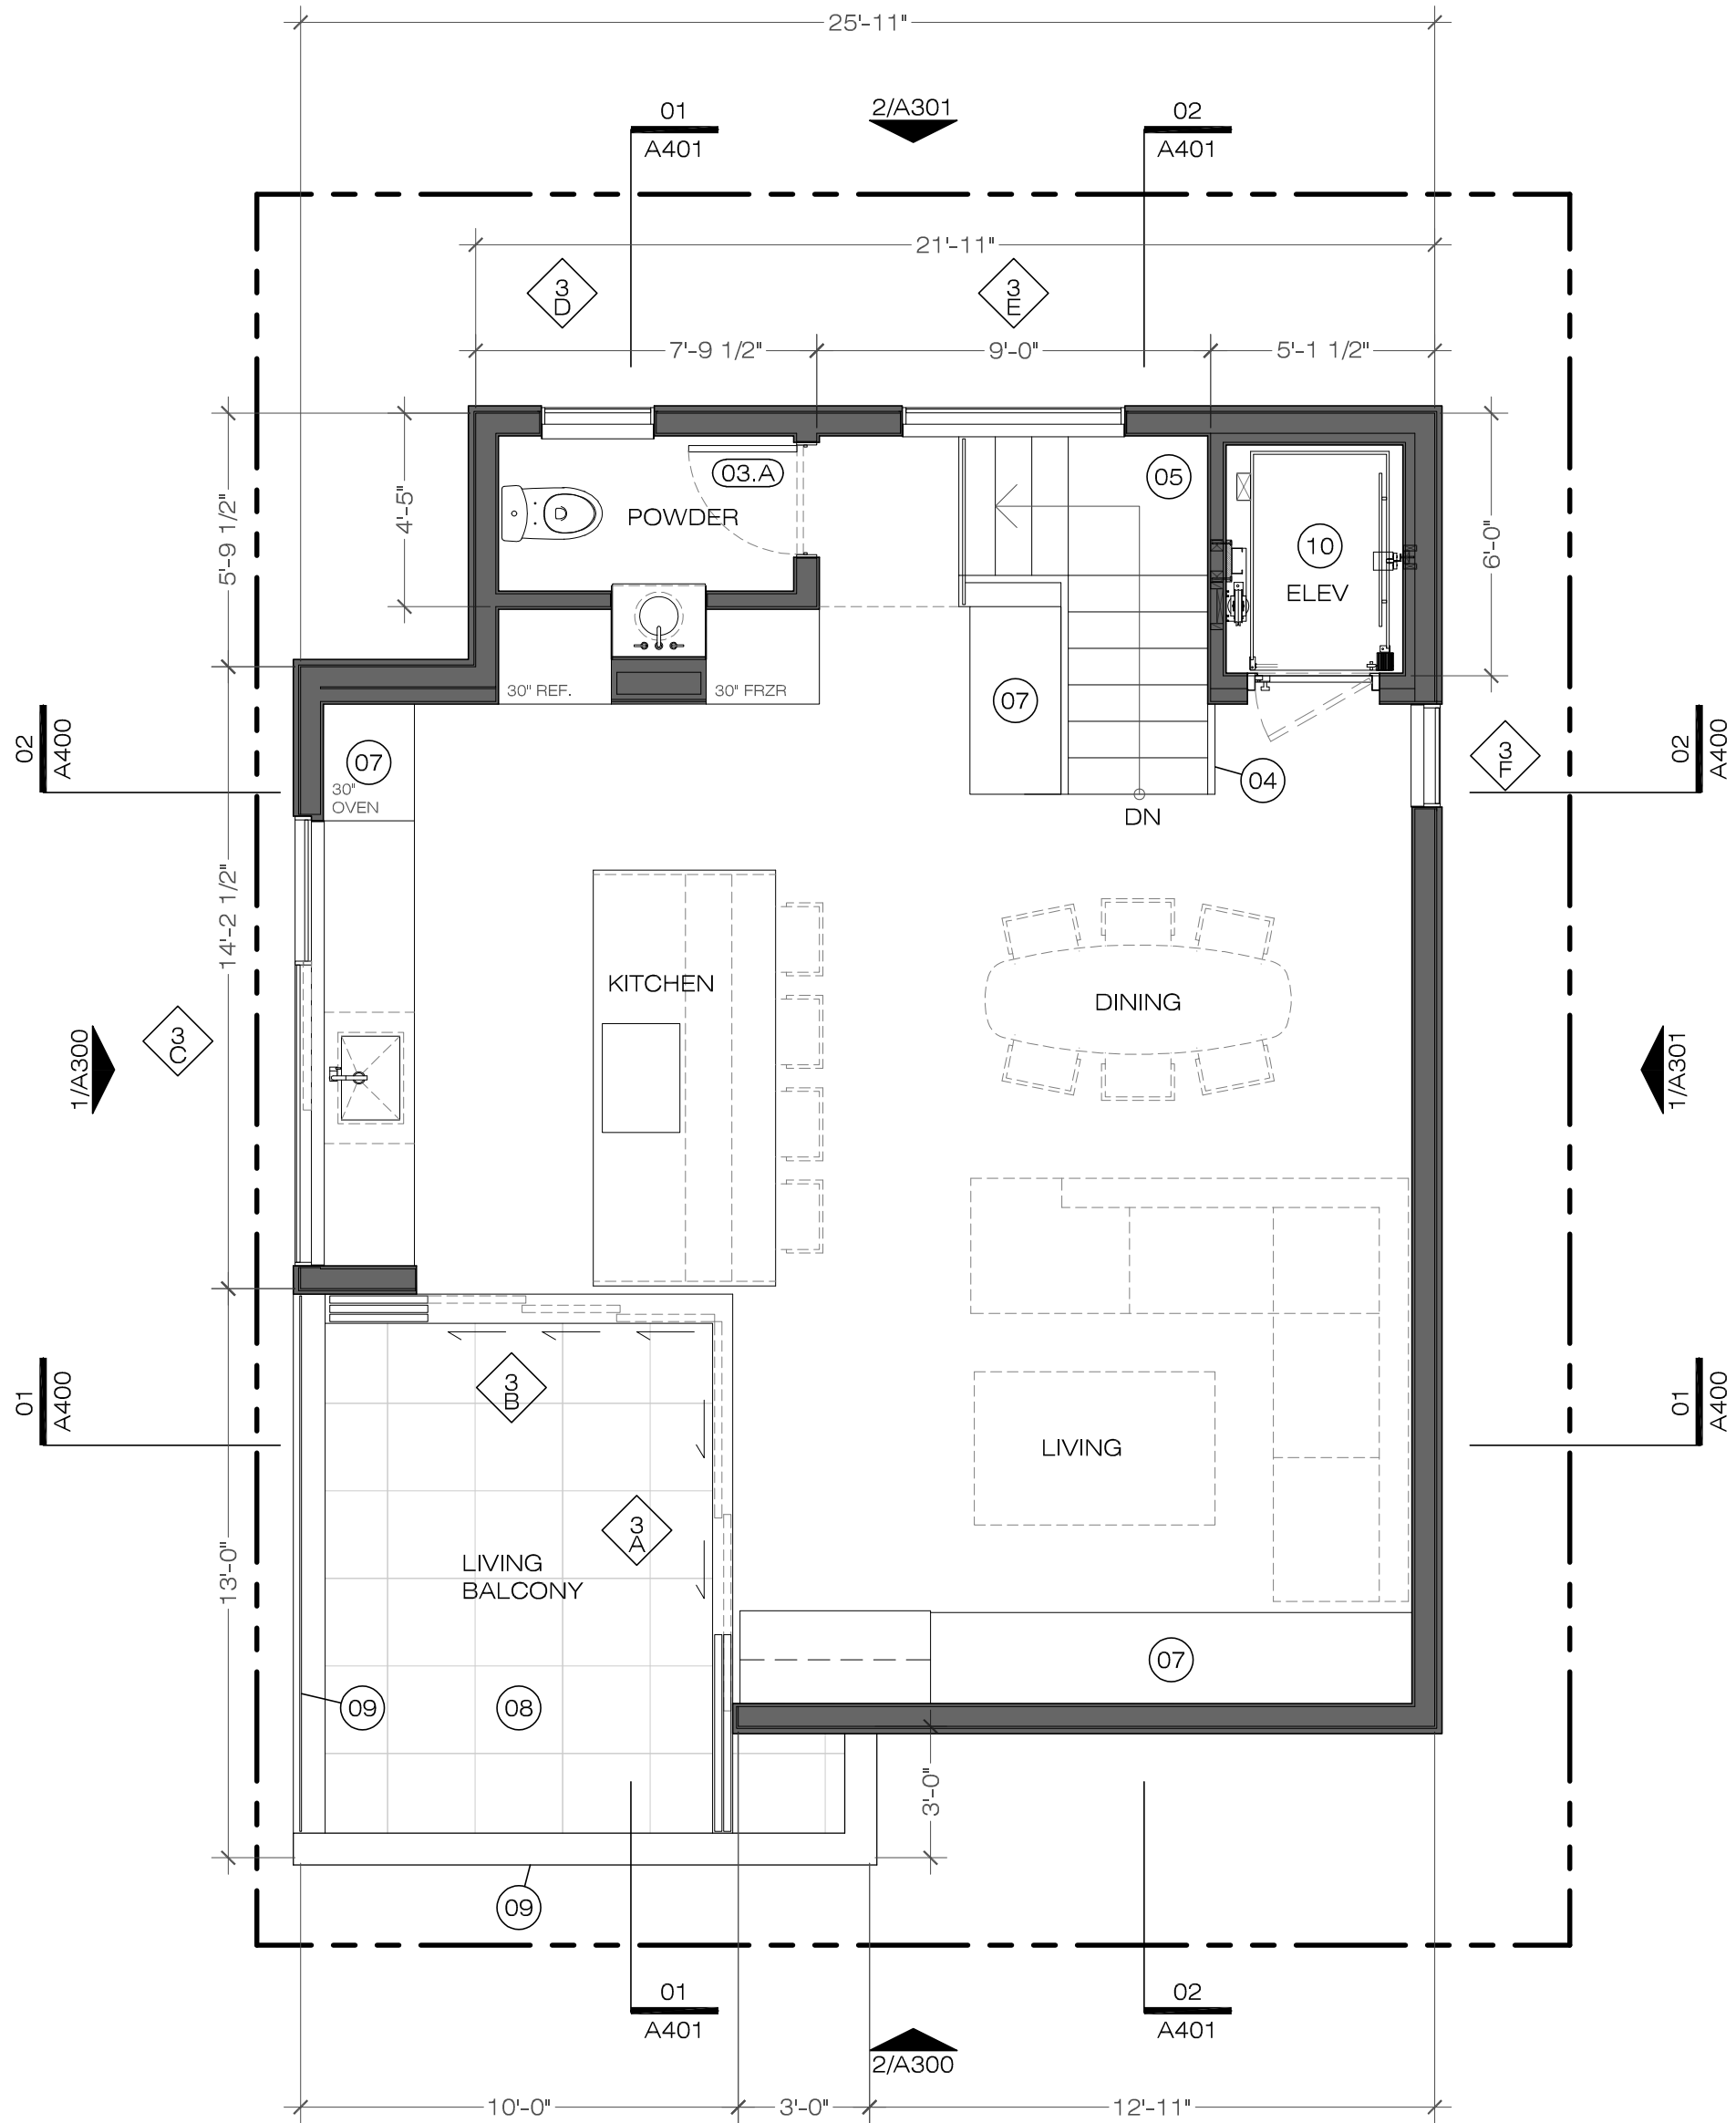 25'-11"
01
A401
2/A301
02
A401
21'-11"
3
D
3
E
7'-9 1/2"
9'-0"
5'-1 1/2"
5'-9 1/2"
4'-5"
03.A
POWDER
05
10
ELEV
6'-0"
30" REF.
30" FRZR
07
02
A400
07
30"
OVEN
04
DN
3
F
02
A400
14'-2 1/2"
KITCHEN
DINING
1/A300
3
C
1/A301
01
A400
3
B
LIVING
01
A400
3
A
13'-0"
LIVING
BALCONY
07
09
08
3'-0"
09
01
A401
02
A401
2/A300
10'-0"
3'-0"
12'-11"